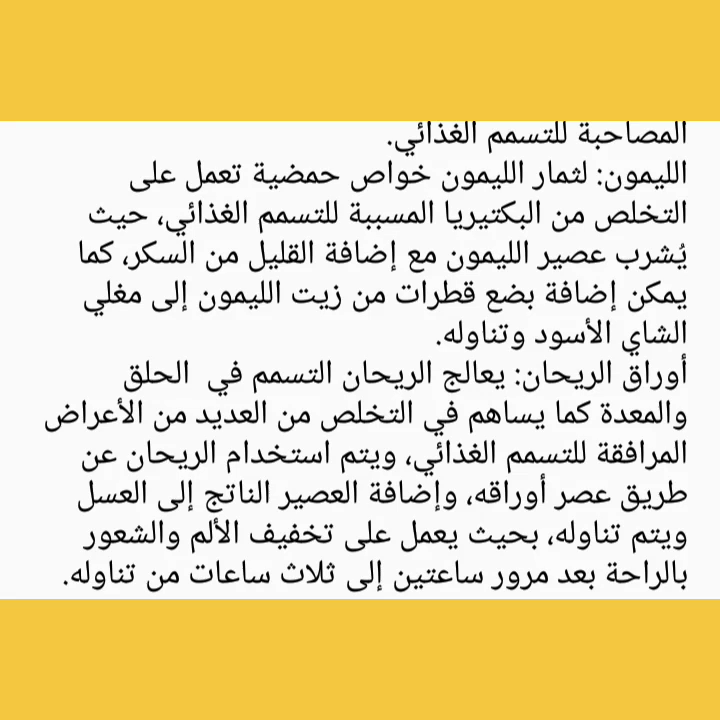 المصاحبة للتسمم الغذائي.
الليمون: لثمار الليمون خواص حمضية تعمل على
التخلص من البكتيريا المسببة للتسمم الغذائي، حيث
يُشرب عصير الليمون مع إضافة القليل من السكر، كما
يمكن إضافة بضع قطرات من زيت الليمون إلى مغلي
الشاي الأسود وتناوله.
أوراق الريحان: يعالج الريحان التسمم في الحلق
والمعدة كما يساهم في التخلص من العديد من الأعراض
المرافقة للتسمم الغذائي، ويتم استخدام الريحان عن
طريق عصر أوراقه، وإضافة العصير الناتج إلى العسل
ويتم تناوله، بحيث يعمل على تخفيف الألم والشعور
بالراحة بعد مرور ساعتين إلى ثلاث ساعات من تناوله.